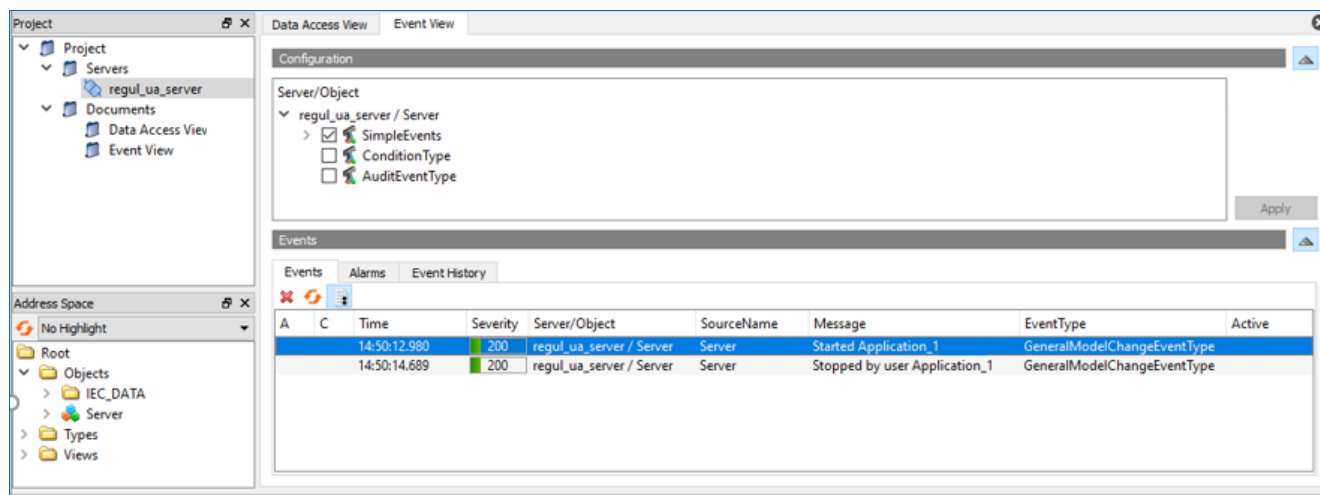 Project
Project
Servers
regul_ua_server
Documents
Data Access View
Event View
Address Space
No Highlight
Root
Objects
IEC_DATA
Server
Types
Views
Data Access View Event View
Configuration
Server/Object
regul_ua_server / Server
SimpleEvents
ConditionType
AuditEventType
Apply
Events
Events Alarms Event History
A C Time Severity Server/Object SourceName Message EventType Active
14:50:12.980 200 regul_ua_server / Server Server Started Application_1 GeneralModelChangeEventType
14:50:14.689 200 regul_ua_server / Server Server Stopped by user Application_1 GeneralModelChangeEventType